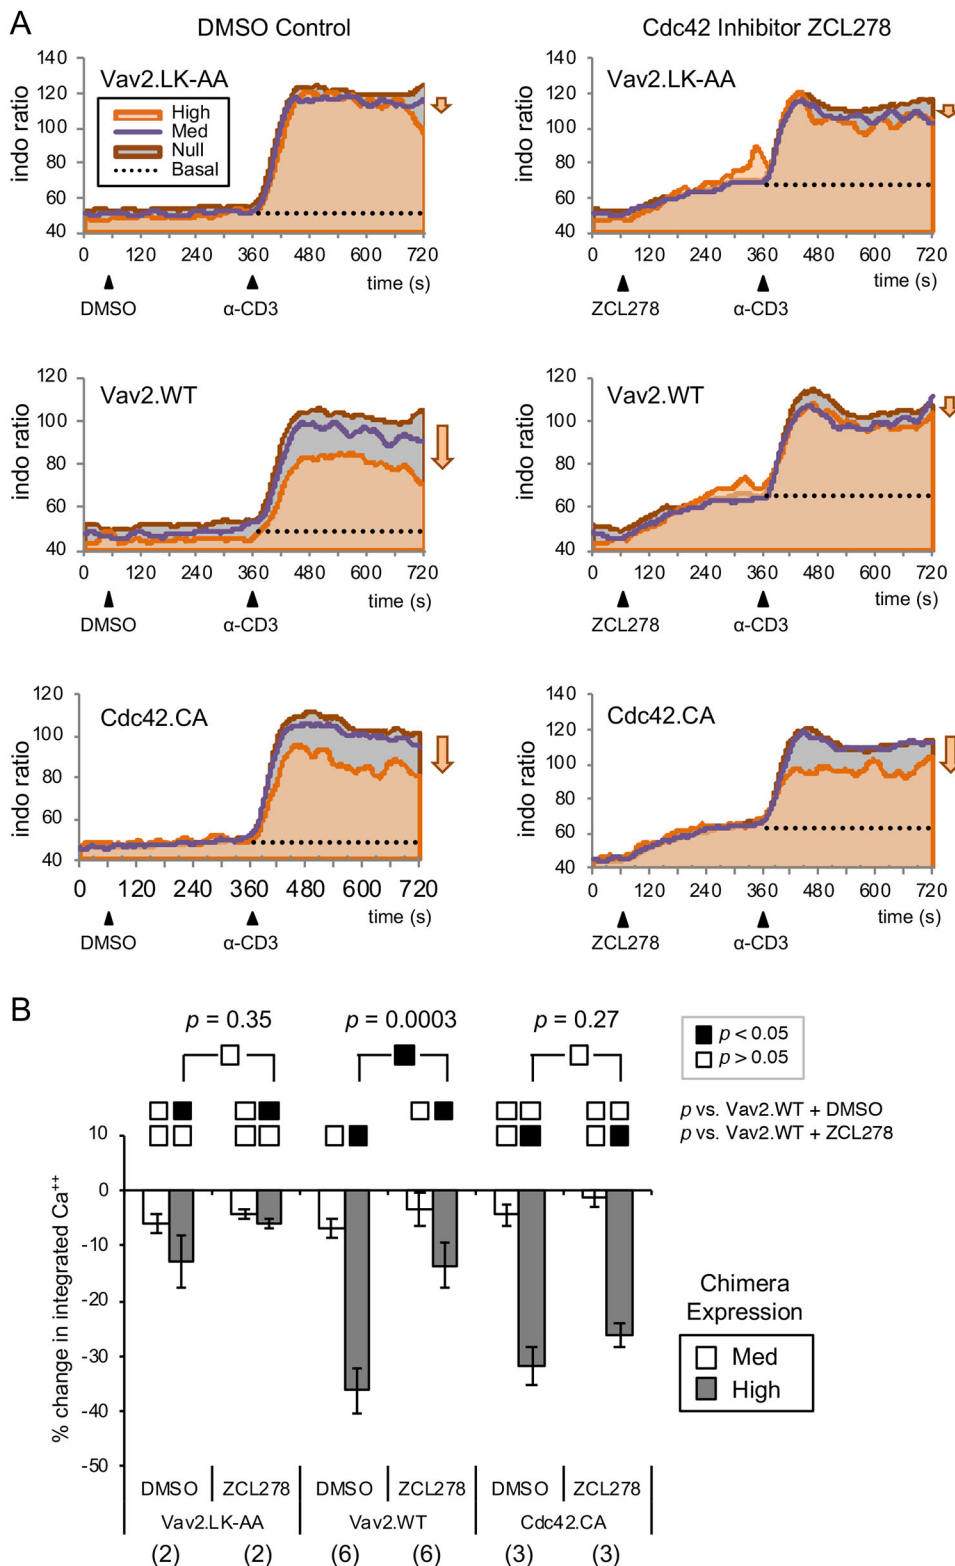 A
DMSO Control
Cdc42 Inhibitor ZCL278
Vav2.LK-AA
High
Med
Null
Basal
indo ratio
140
120
100
80
60
40
0 120 240 360 480 600 720
time (s)
DMSO
α-CD3
Vav2.LK-AA
indo ratio
140
120
100
80
60
40
0 120 240 360 480 600 720
time (s)
ZCL278
α-CD3
Vav2.WT
indo ratio
120
100
80
60
40
0 120 240 360 480 600 720
time (s)
DMSO
α-CD3
Vav2.WT
indo ratio
120
100
80
60
40
0 120 240 360 480 600 720
time (s)
ZCL278
α-CD3
Cdc42.CA
indo ratio
120
100
80
60
40
0 120 240 360 480 600 720
time (s)
DMSO
α-CD3
Cdc42.CA
indo ratio
140
120
100
80
60
40
0 120 240 360 480 600 720
time (s)
ZCL278
α-CD3
B
p = 0.35
p = 0.0003
p = 0.27
p < 0.05
p > 0.05
p vs. Vav2.WT + DMSO
p vs. Vav2.WT + ZCL278
% change in integrated Ca⁺⁺
10
0
-10
-20
-30
-40
-50
Chimera
Expression
Med
High
DMSO ZCL278 DMSO ZCL278 DMSO ZCL278
Vav2.LK-AA Vav2.WT Cdc42.CA
(2) (2) (6) (6) (3) (3)